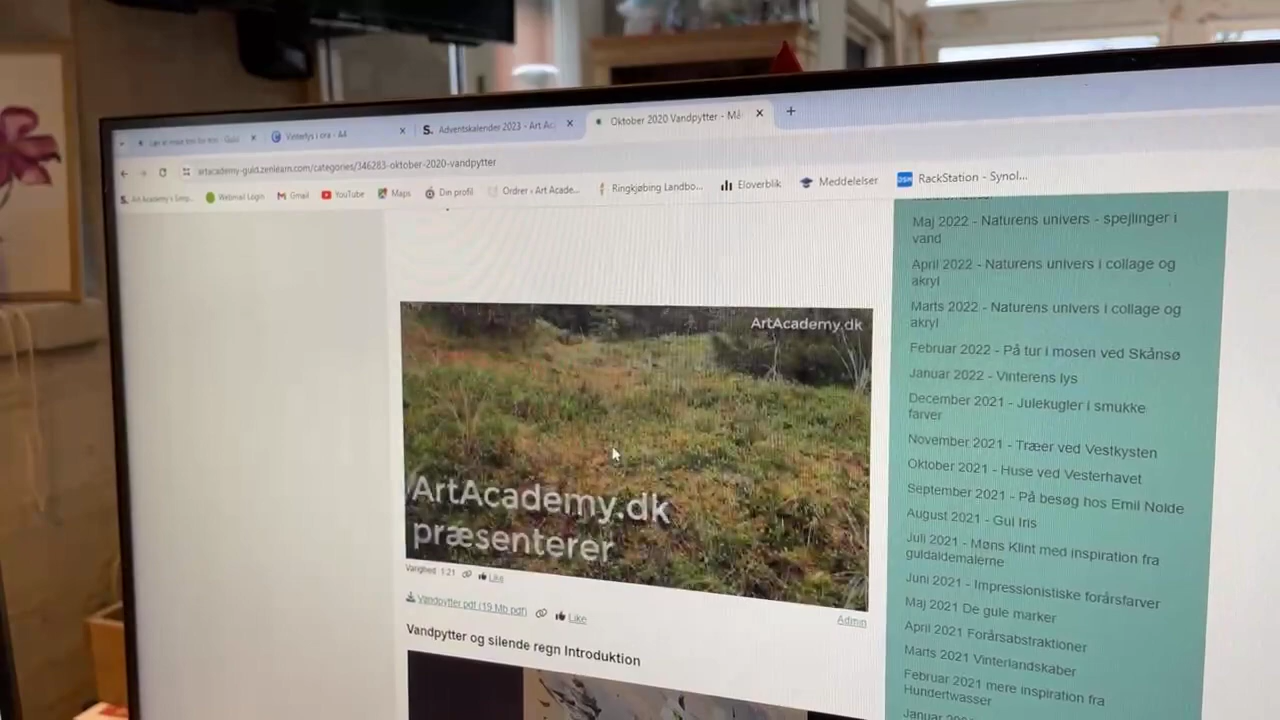 Vinterlys i ora - A4
Adventskalender 2023 - Art Ac
Oktober 2020 Vandpytter - Må
artacademy-guld.zenlearn.com/categories/346283-oktober-2020-vandpytter
Art Academy's Simp...
Webmail Login
Gmail
YouTube
Maps
Din profil
Ordrer ‹ Art Acade...
Ringkjøbing Landbo...
Eloverblik
Meddelelser
RackStation - Synol...
ArtAcademy.dk
ArtAcademy.dk
præsenterer
Varighed 1:21
Like
Vandpytter.pdf (19 Mb pdf)
Like
Admin
Vandpytter og silende regn Introduktion
Maj 2022 - Naturens univers - spejlinger i
vand
April 2022 - Naturens univers i collage og
akryl
Marts 2022 - Naturens univers i collage og
akryl
Februar 2022 - På tur i mosen ved Skånsø
Januar 2022 - Vinterens lys
December 2021 - Julekugler i smukke
farver
November 2021 - Træer ved Vestkysten
Oktober 2021 - Huse ved Vesterhavet
September 2021 - På besøg hos Emil Nolde
August 2021 - Gul Iris
Juli 2021 - Møns Klint med inspiration fra
guldaldermalerne
Juni 2021 - Impressionistiske forårsfarver
Maj 2021 De gule marker
April 2021 Forårsabstraktioner
Marts 2021 Vinterlandskaber
Februar 2021 mere inspiration fra
Hundertwasser
Januar